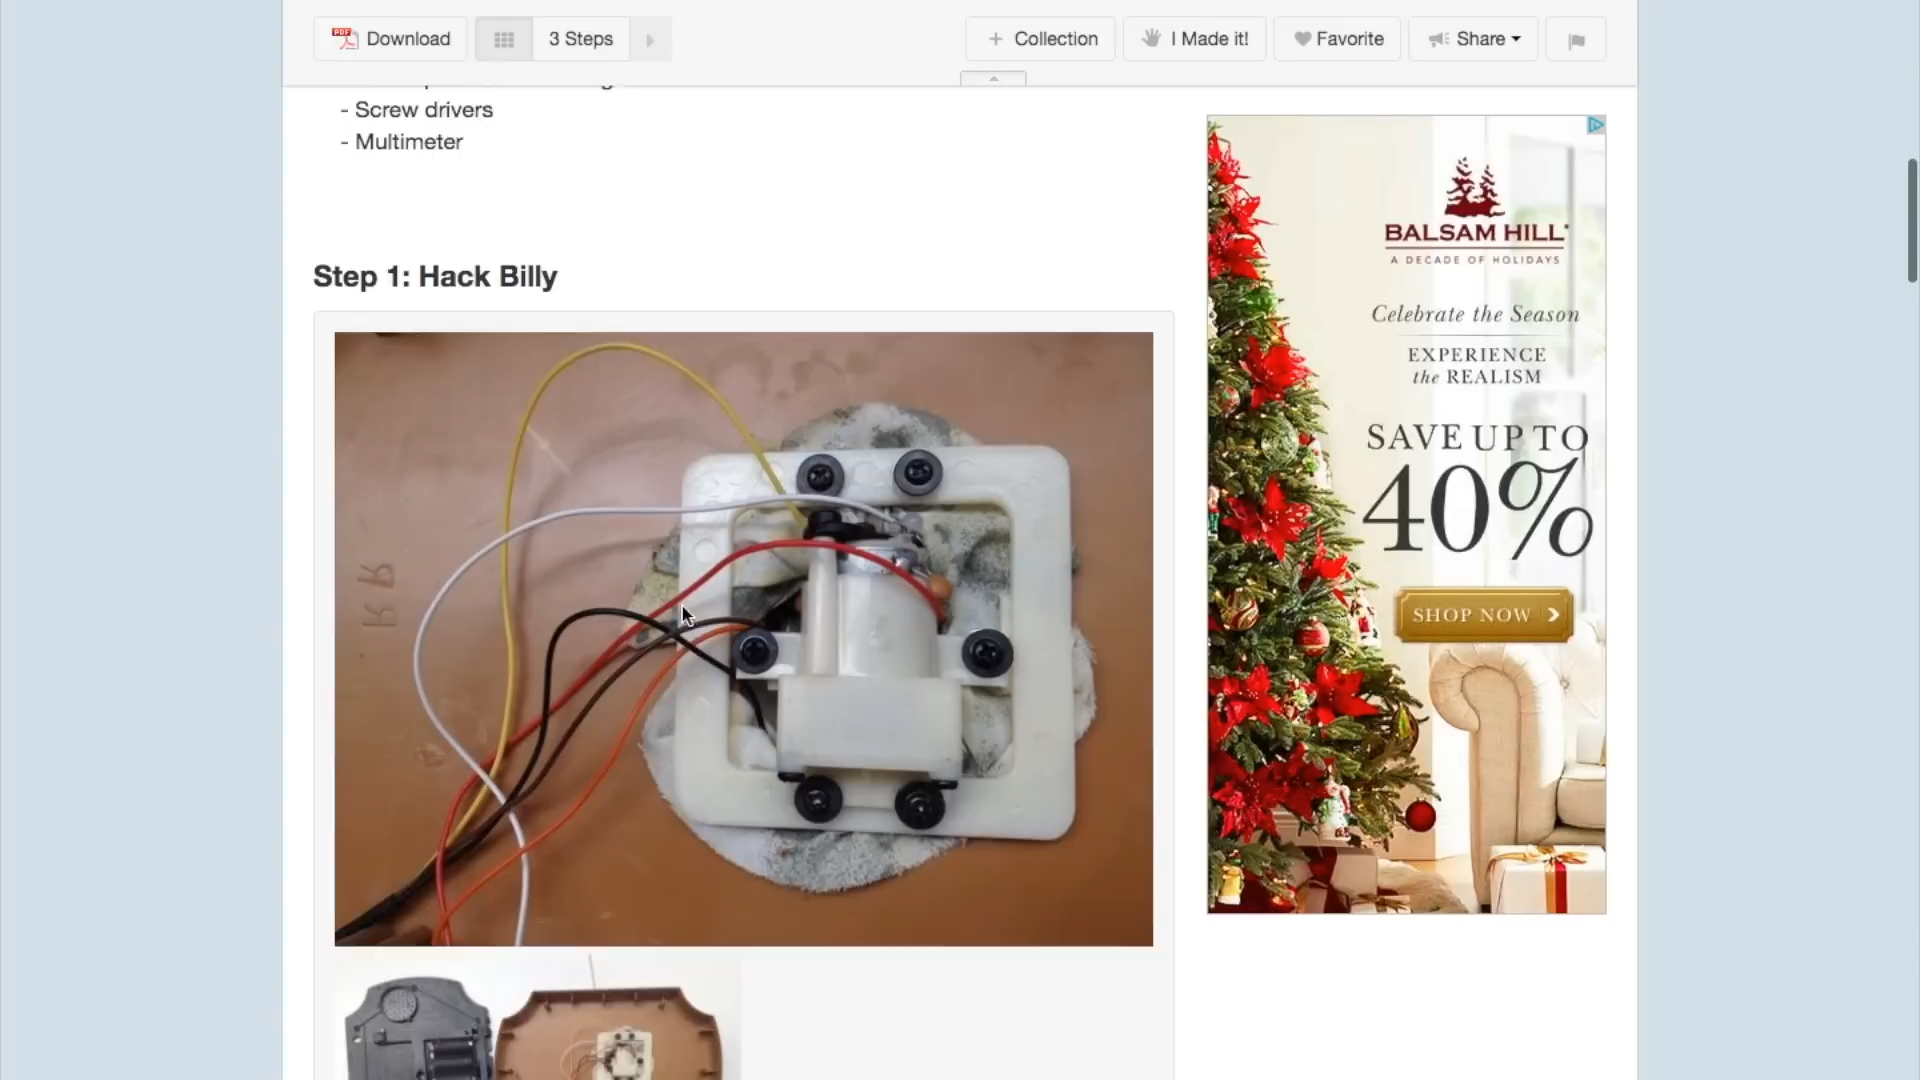 PDF Download
3 Steps
+ Collection
I Made it!
Favorite
Share
- Screw drivers
- Multimeter
Step 1: Hack Billy
BALSAM HILL
A DECADE OF HOLIDAYS
Celebrate the Season
EXPERIENCE
the REALISM
SAVE UP TO
40%
SHOP NOW